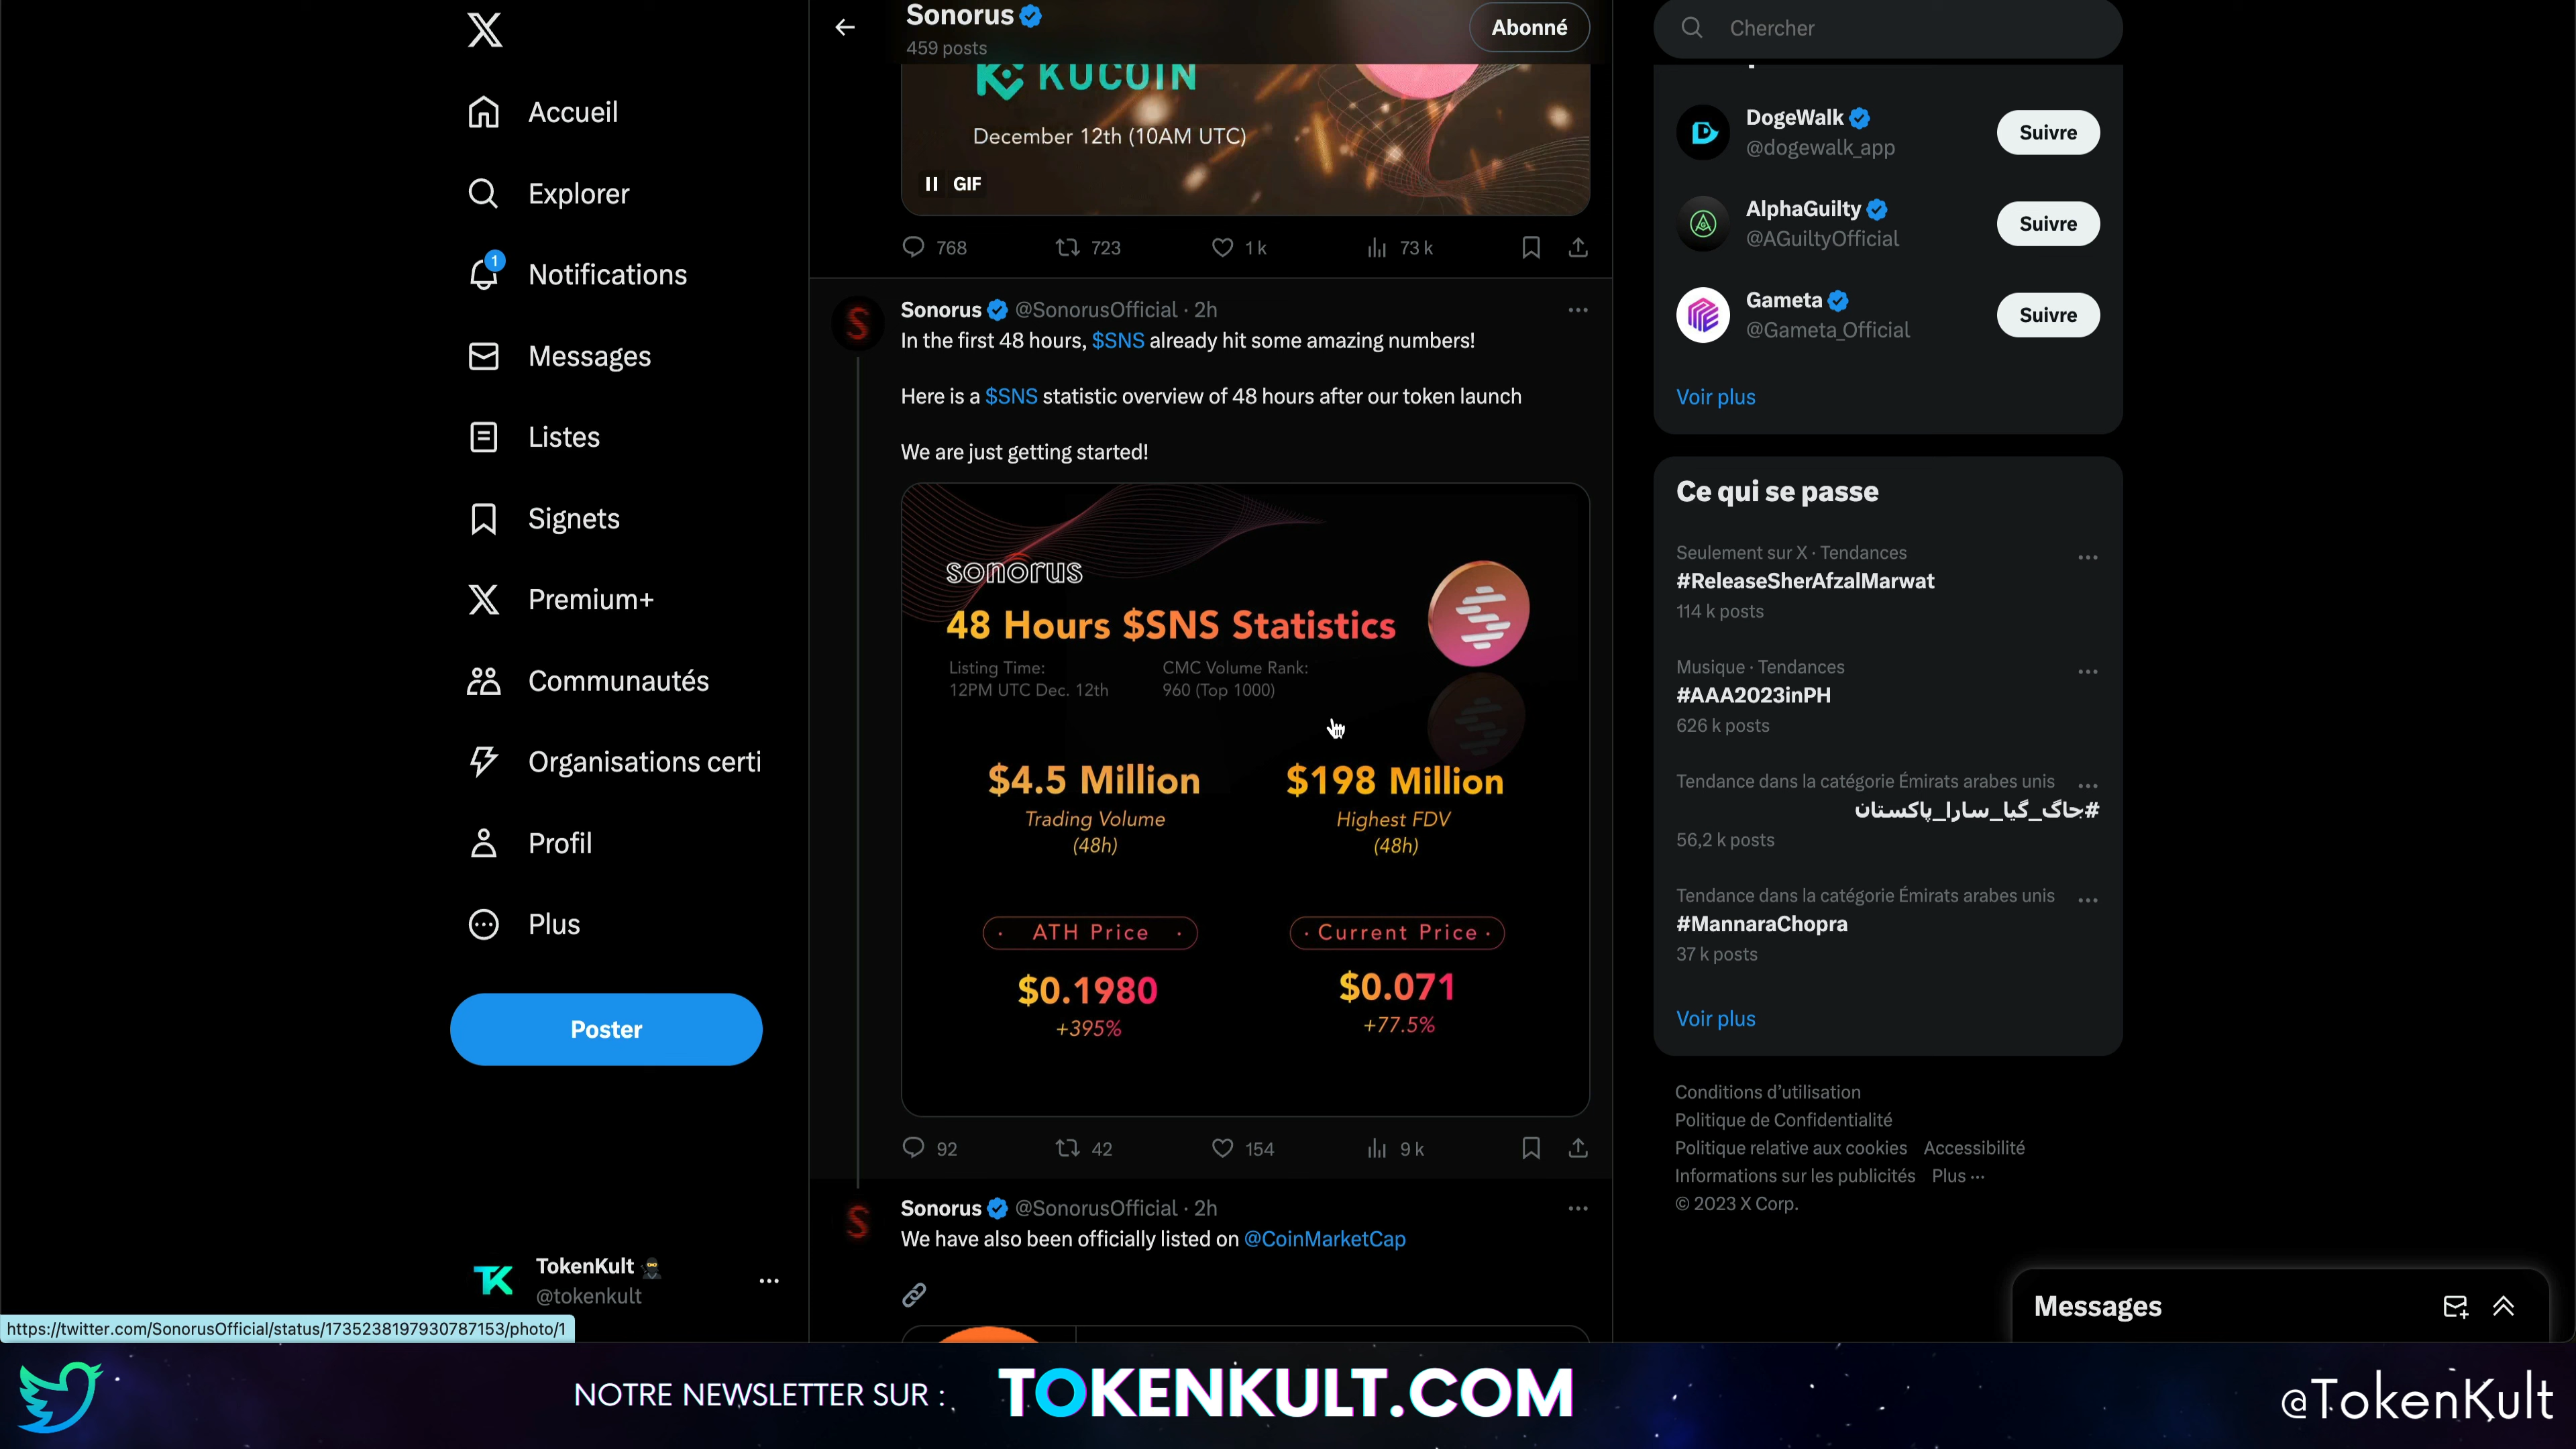 Accueil
Explorer
1
Notifications
Messages
Listes
Signets
Premium+
Communautés
Organisations certi
Profil
Plus
Poster
TokenKult
@tokenkult
https://twitter.com/SonorusOfficial/status/1735238197930787153/photo/1
Sonorus
459 posts
Abonné
KUCOIN
December 12th (10AM UTC)
GIF
768 723 1 k 73 k
Sonorus @SonorusOfficial · 2h
In the first 48 hours, $SNS already hit some amazing numbers!
Here is a $SNS statistic overview of 48 hours after our token launch
We are just getting started!
sonorus
48 Hours $SNS Statistics
Listing Time: CMC Volume Rank:
12PM UTC Dec. 12th 960 (Top 1000)
$4.5 Million $198 Million
Trading Volume Highest FDV
(48h) (48h)
· ATH Price · · Current Price ·
$0.1980 $0.071
+395% +77.5%
92 42 154 9 k
Sonorus @SonorusOfficial · 2h
We have also been officially listed on @CoinMarketCap
Chercher
DogeWalk
@dogewalk_app
Suivre
AlphaGuilty
@AGuiltyOfficial
Suivre
Gameta
@Gameta_Official
Suivre
Voir plus
Ce qui se passe
Seulement sur X · Tendances
#ReleaseSherAfzalMarwat
114 k posts
Musique · Tendances
#AAA2023inPH
626 k posts
Tendance dans la catégorie Émirats arabes unis
#جاگ_گیا_سارا_پاکستان
56,2 k posts
Tendance dans la catégorie Émirats arabes unis
#MannaraChopra
37 k posts
Voir plus
Conditions d'utilisation
Politique de Confidentialité
Politique relative aux cookies Accessibilité
Informations sur les publicités Plus ···
© 2023 X Corp.
Messages
NOTRE NEWSLETTER SUR : TOKENKULT.COM @TokenKult